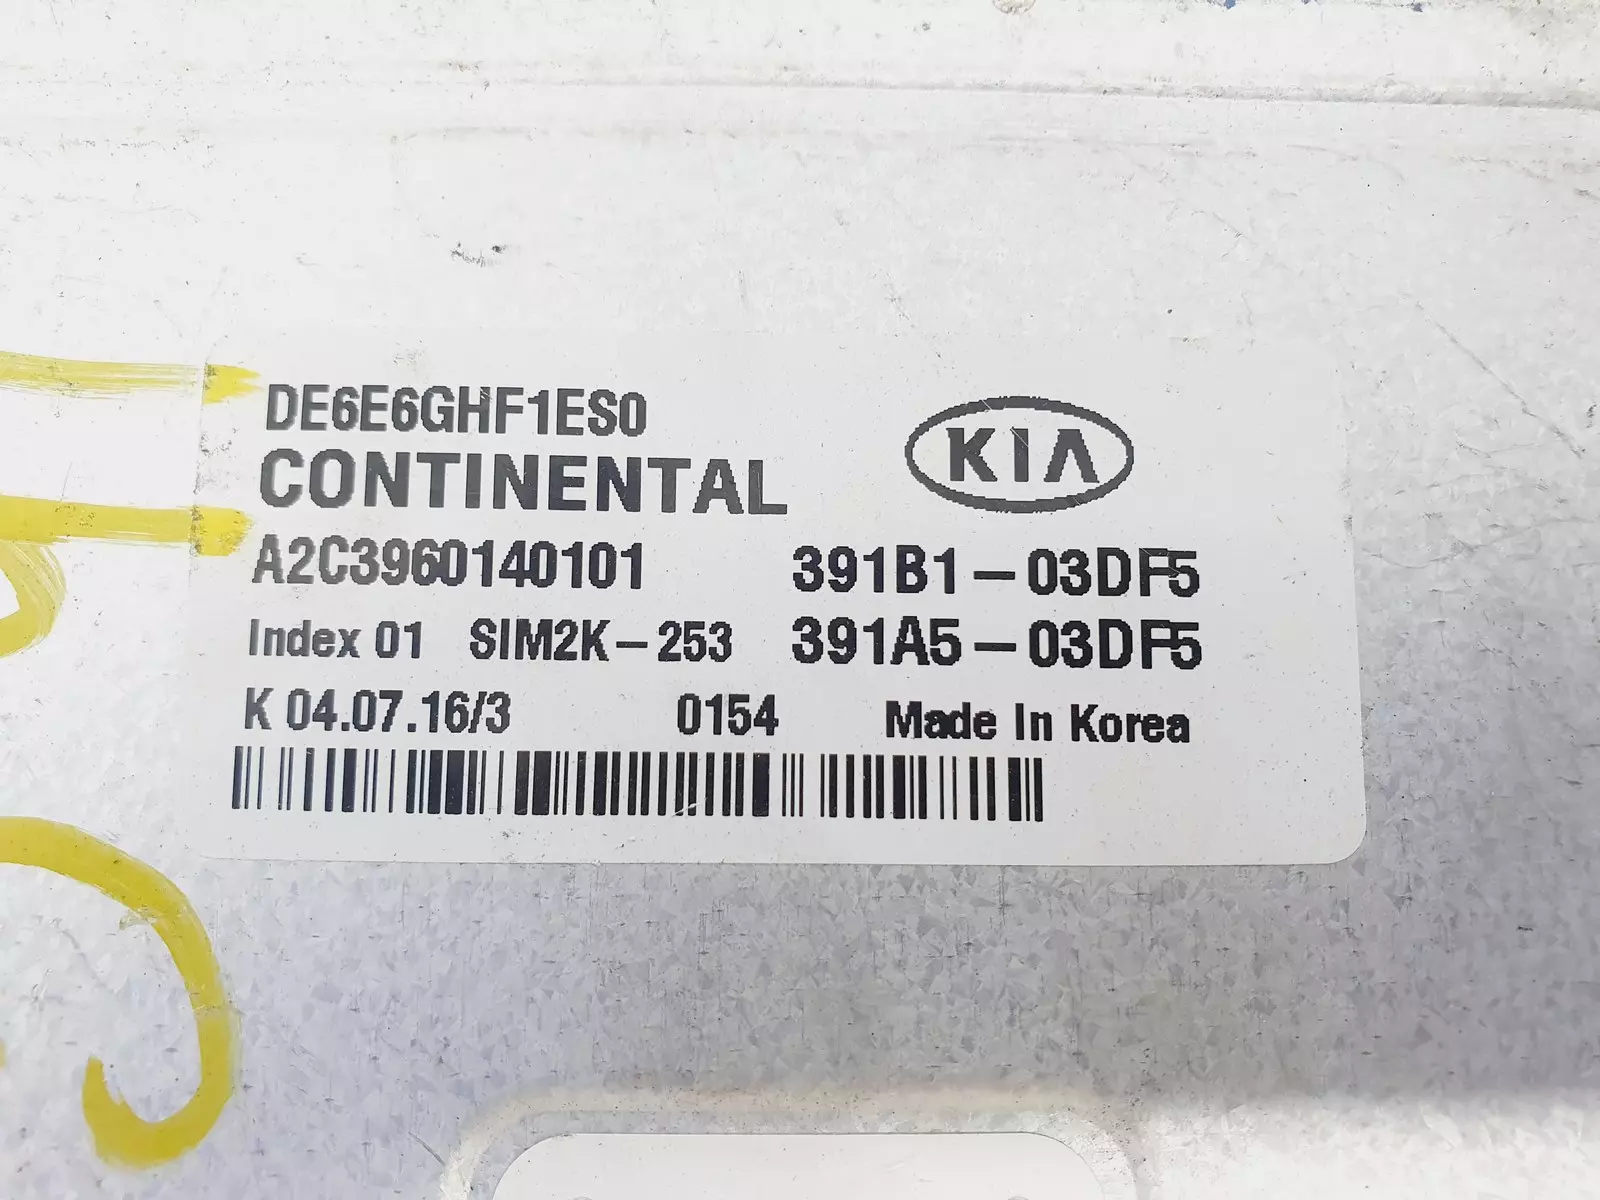 DE6E6GHF1ES0
CONTINENTAL
KIA
A2C3960140101 391B1-03DF5
Index 01 SIM2K-253 391A5-03DF5
K 04.07.16/3 0154 Made In Korea